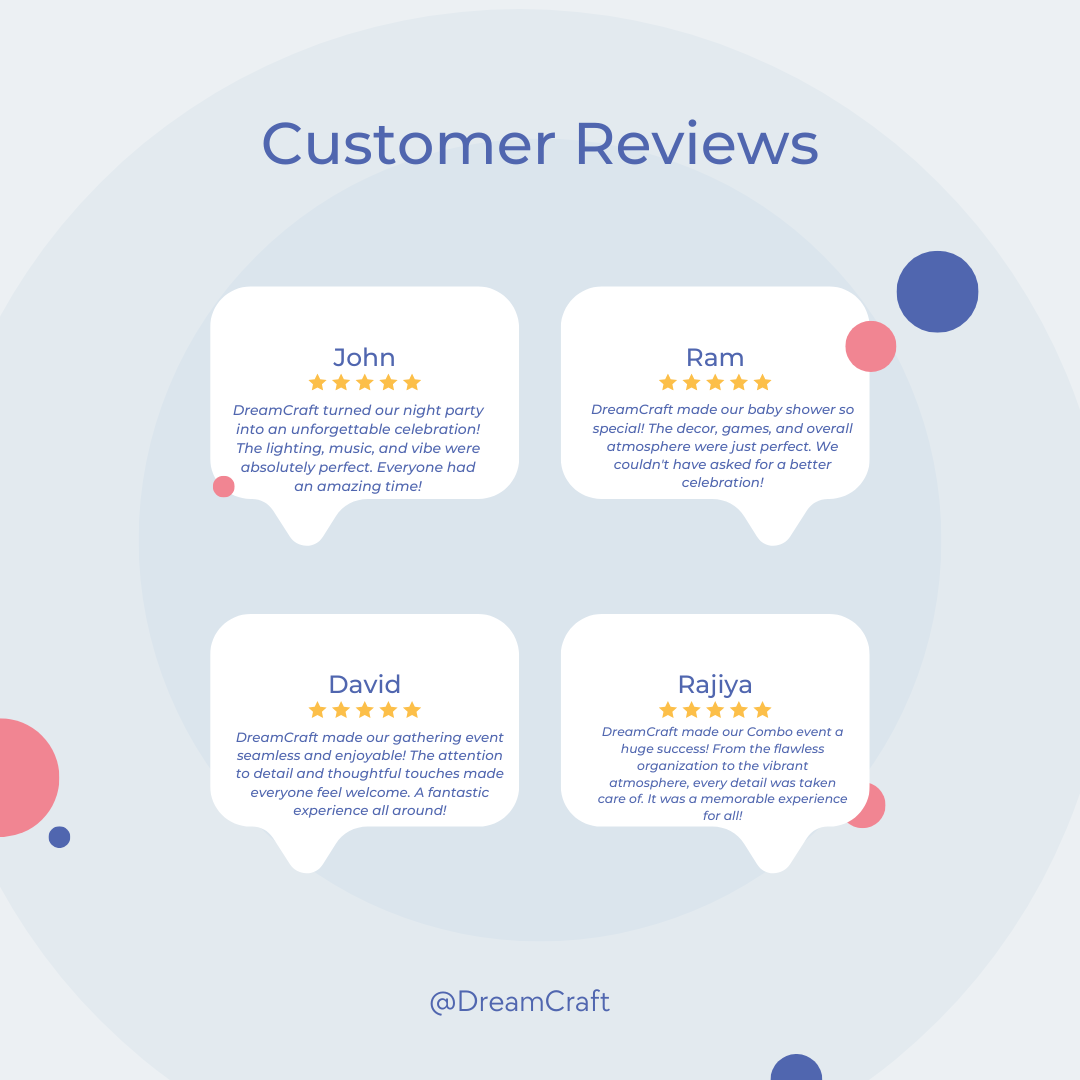 Customer Reviews
John
DreamCraft turned our night party
into an unforgettable celebration!
The lighting, music, and vibe were
absolutely perfect. Everyone had
an amazing time!
Ram
DreamCraft made our baby shower so
special! The decor, games, and overall
atmosphere were just perfect. We
couldn't have asked for a better
celebration!
David
DreamCraft made our gathering event
seamless and enjoyable! The attention
to detail and thoughtful touches made
everyone feel welcome. A fantastic
experience all around!
Rajiya
DreamCraft made our Combo event a
huge success! From the flawless
organization to the vibrant
atmosphere, every detail was taken
care of. It was a memorable experience
for all!
@DreamCraft